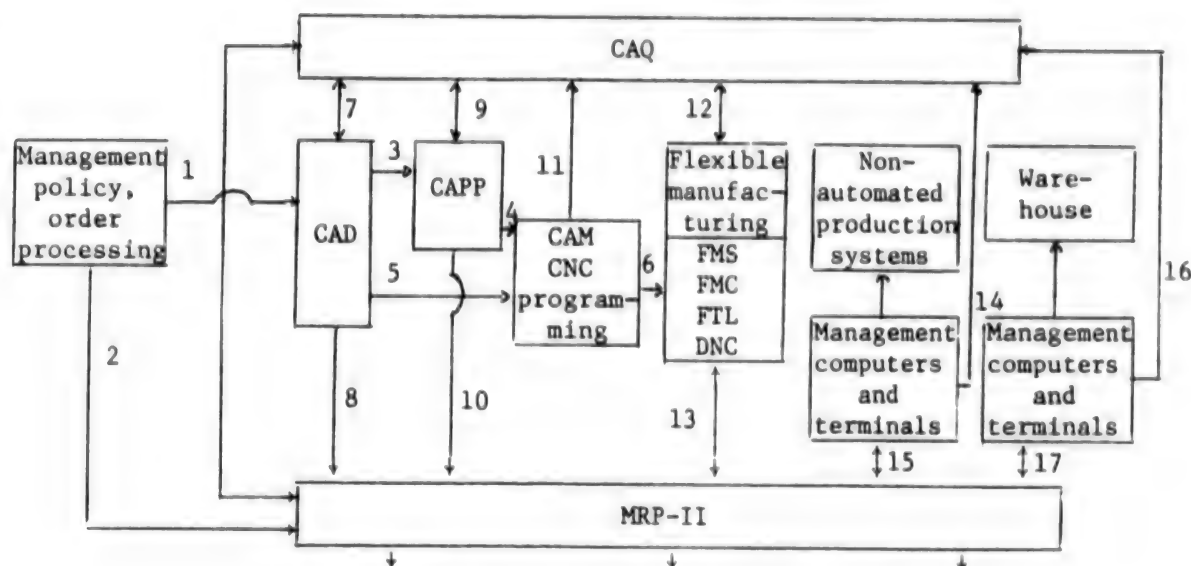 CAQ
7
9
11
12
Management
policy,
order
processing
1
CAD
3
CAPP
4
5
CAM
CNC
program-
ming
6
Flexible
manufac-
turing
FMS
FMC
FTL
DNC
Non-
automated
production
systems
Ware-
house
14
16
Management
computers
and
terminals
Management
computers
and
terminals
2
8
10
13
15
17
MRP-II